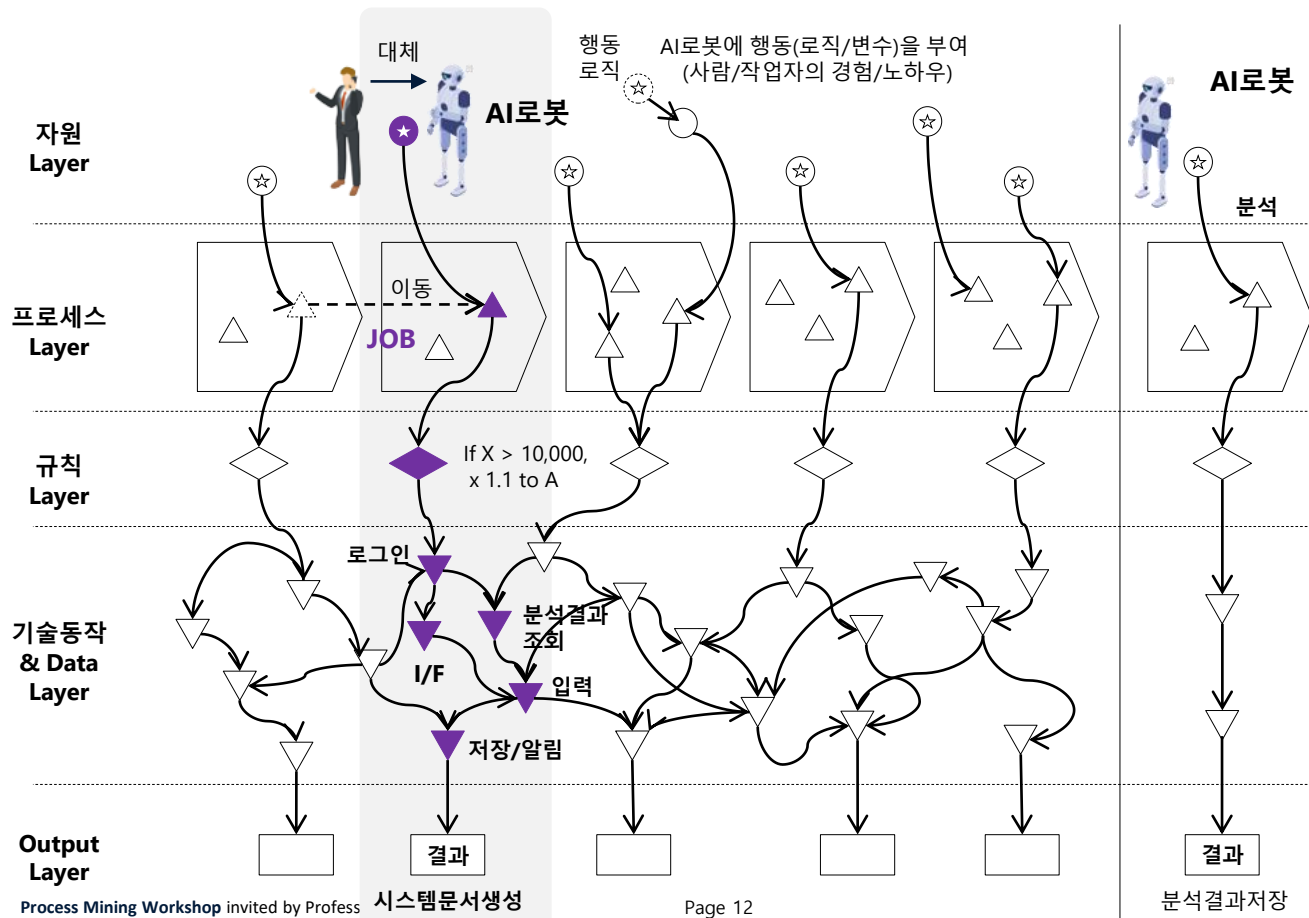 대체
행동
로직
AI로봇에 행동(로직/변수)을 부여
(사람/작업자의 경험/노하우)
AI로봇
AI로봇
자원
Layer
분석
이동
JOB
프로세스
Layer
규칙
Layer
If X > 10,000,
x 1.1 to A
로그인
분석결과
조회
기술동작
& Data
Layer
I/F
입력
저장/알림
Output
Layer
결과
결과
시스템문서생성
분석결과저장
Process Mining Workshop invited by Profess
Page 12